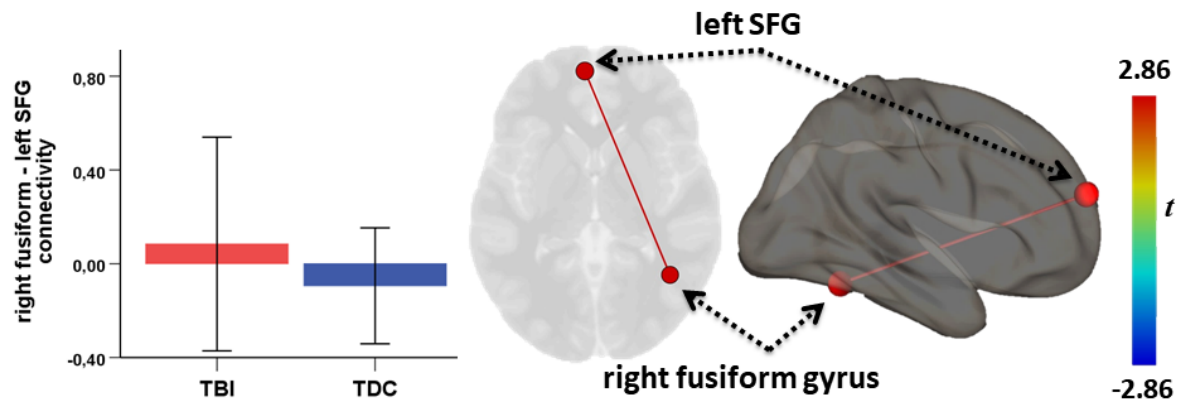 right fusiform - left SFG
connectivity
0,80
0,40
0,00
-0,40
TBI TDC
left SFG
right fusiform gyrus
2.86
t
-2.86